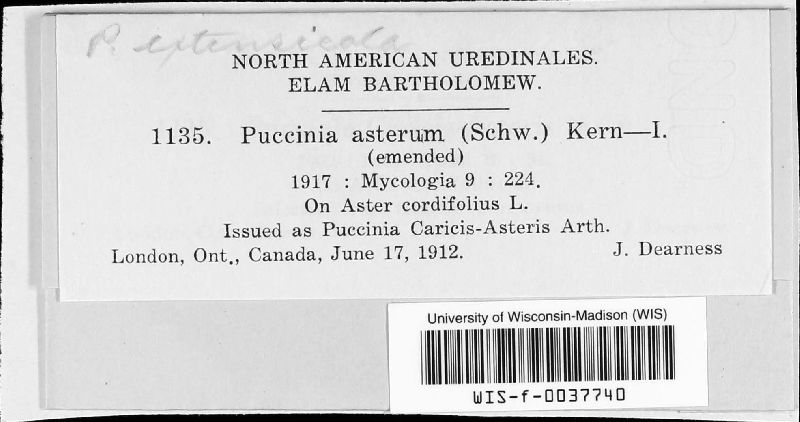 P. extensicola
NORTH AMERICAN UREDINALES.
ELAM BARTHOLOMEW.
1135. Puccinia asterum (Schw.) Kern—I.
(emended)
1917 : Mycologia 9 : 224.
On Aster cordifolius L.
Issued as Puccinia Caricis-Asteris Arth.
London, Ont., Canada, June 17, 1912. J. Dearness
University of Wisconsin-Madison (WIS)
WIS-f-0037740